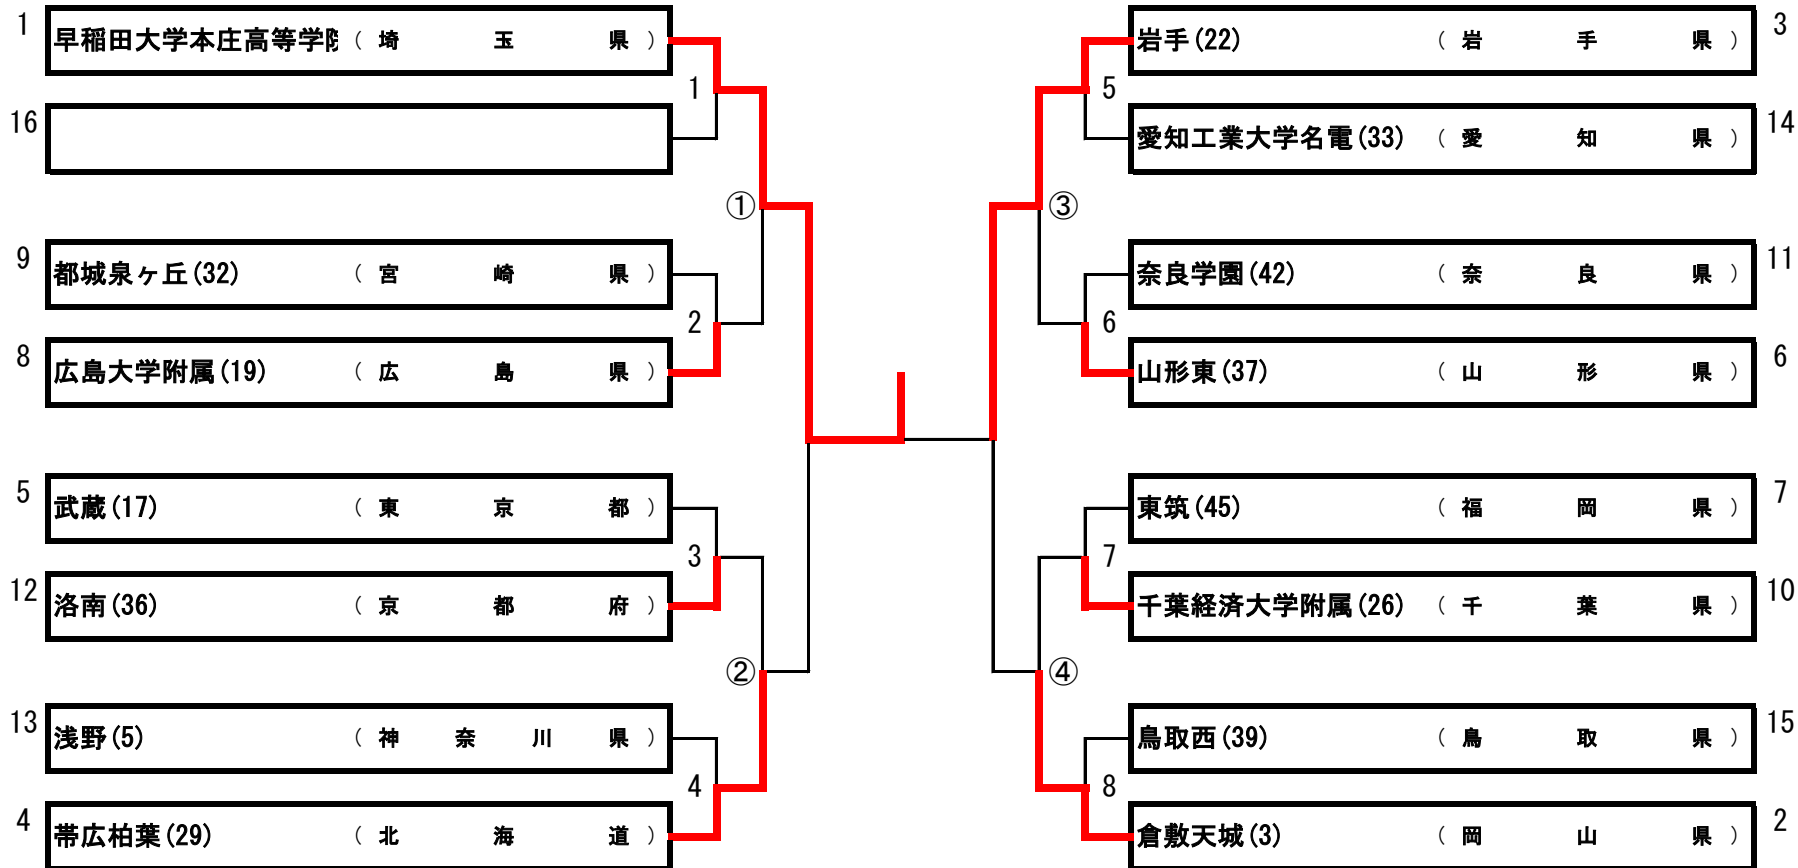 1 早稲田大学本庄高等学院 ( 埼 玉 県 )
1
16
①
9 都城泉ヶ丘(32) ( 宮 崎 県 )
2
8 広島大学附属(19) ( 広 島 県 )
5 武蔵(17) ( 東 京 都 )
3
12 洛南(36) ( 京 都 府 )
②
13 浅野(5) ( 神 奈 川 県 )
4
4 帯広柏葉(29) ( 北 海 道 )
岩手(22) ( 岩 手 県 ) 3
5
愛知工業大学名電(33) ( 愛 知 県 ) 14
③
奈良学園(42) ( 奈 良 県 ) 11
6
山形東(37) ( 山 形 県 ) 6
東筑(45) ( 福 岡 県 ) 7
7
千葉経済大学附属(26) ( 千 葉 県 ) 10
④
鳥取西(39) ( 鳥 取 県 ) 15
8
倉敷天城(3) ( 岡 山 県 ) 2